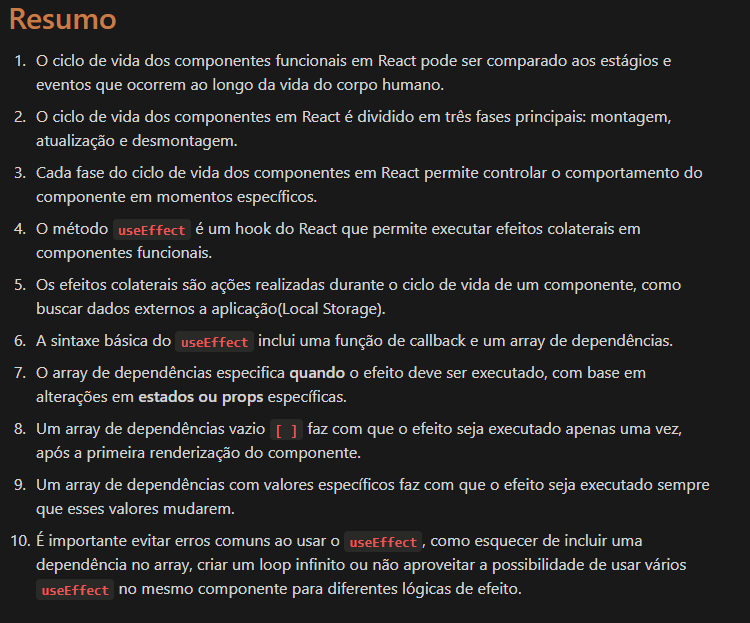 Resumo
1. O ciclo de vida dos componentes funcionais em React pode ser comparado aos estágios e
eventos que ocorrem ao longo da vida do corpo humano.
2. O ciclo de vida dos componentes em React é dividido em três fases principais: montagem,
atualização e desmontagem.
3. Cada fase do ciclo de vida dos componentes em React permite controlar o comportamento do
componente em momentos específicos.
4. O método useEffect é um hook do React que permite executar efeitos colaterais em
componentes funcionais.
5. Os efeitos colaterais são ações realizadas durante o ciclo de vida de um componente, como
buscar dados externos a aplicação(Local Storage).
6. A sintaxe básica do useEffect inclui uma função de callback e um array de dependências.
7. O array de dependências especifica quando o efeito deve ser executado, com base em
alterações em estados ou props específicas.
8. Um array de dependências vazio [ ] faz com que o efeito seja executado apenas uma vez,
após a primeira renderização do componente.
9. Um array de dependências com valores específicos faz com que o efeito seja executado sempre
que esses valores mudarem.
10. É importante evitar erros comuns ao usar o useEffect, como esquecer de incluir uma
dependência no array, criar um loop infinito ou não aproveitar a possibilidade de usar vários
useEffect no mesmo componente para diferentes lógicas de efeito.